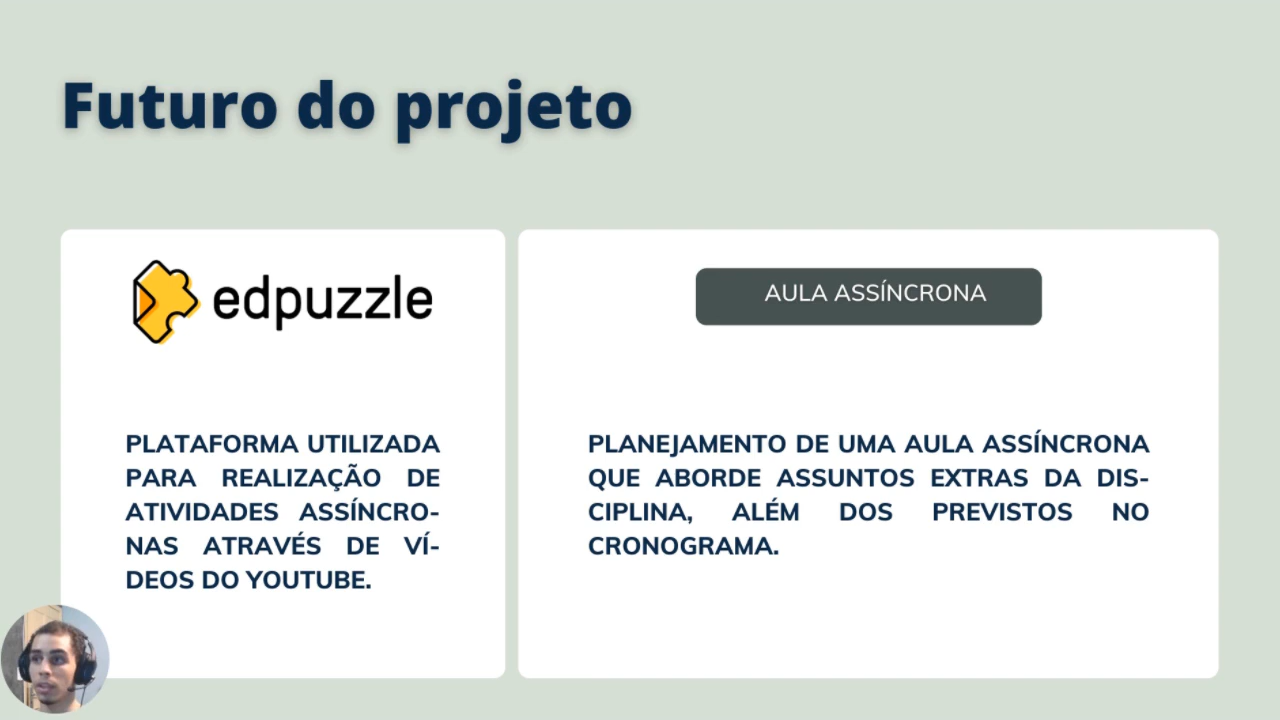 Futuro do projeto
edpuzzle
PLATAFORMA UTILIZADA
PARA REALIZAÇÃO DE
ATIVIDADES ASSÍNCRO-
NAS ATRAVÉS DE VÍ-
DEOS DO YOUTUBE.
AULA ASSÍNCRONA
PLANEJAMENTO DE UMA AULA ASSÍNCRONA
QUE ABORDE ASSUNTOS EXTRAS DA DIS-
CIPLINA, ALÉM DOS PREVISTOS NO
CRONOGRAMA.